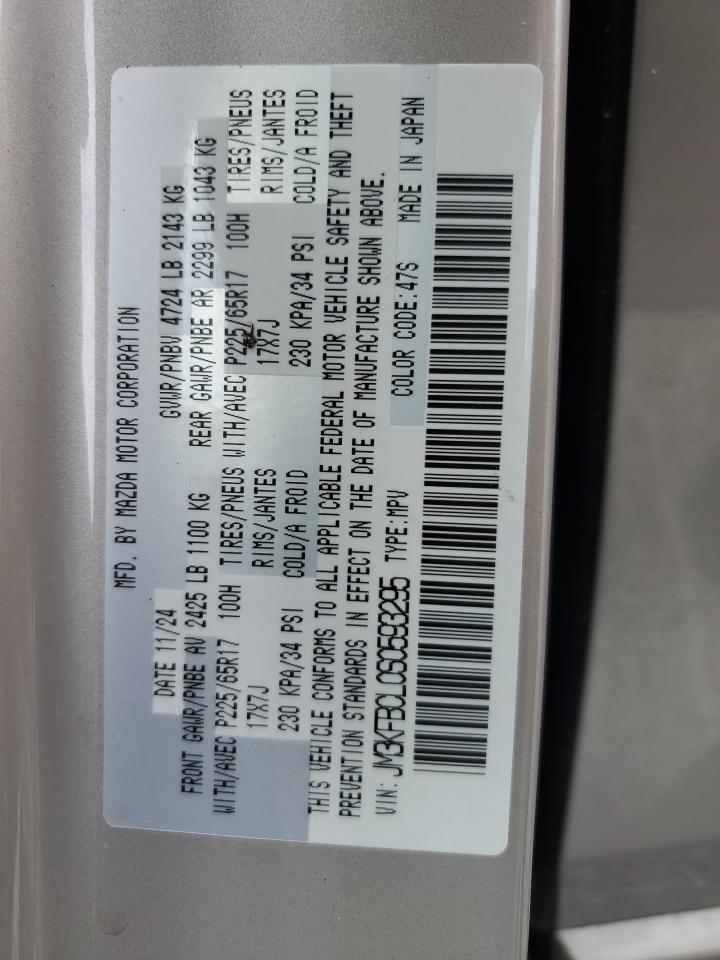 MFD. BY MAZDA MOTOR CORPORATION
DATE 11/24 GVWR/PNBV 4724 LB 2143 KG
FRONT GAWR/PNBE AV 2425 LB 1100 KG REAR GAWR/PNBE AR 2299 LB 1043 KG
WITH/AVEC P225/65R17 100H TIRES/PNEUS WITH/AVEC P225/65R17 100H TIRES/PNEUS
17X7J RIMS/JANTES 17X7J RIMS/JANTES
230 KPA/34 PSI COLD/A FROID 230 KPA/34 PSI COLD/A FROID
THIS VEHICLE CONFORMS TO ALL APPLICABLE FEDERAL MOTOR VEHICLE SAFETY AND THEFT
PREVENTION STANDARDS IN EFFECT ON THE DATE OF MANUFACTURE SHOWN ABOVE.
VIN: JM3KFBCL0S0593295 TYPE:MPV COLOR CODE:47S MADE IN JAPAN